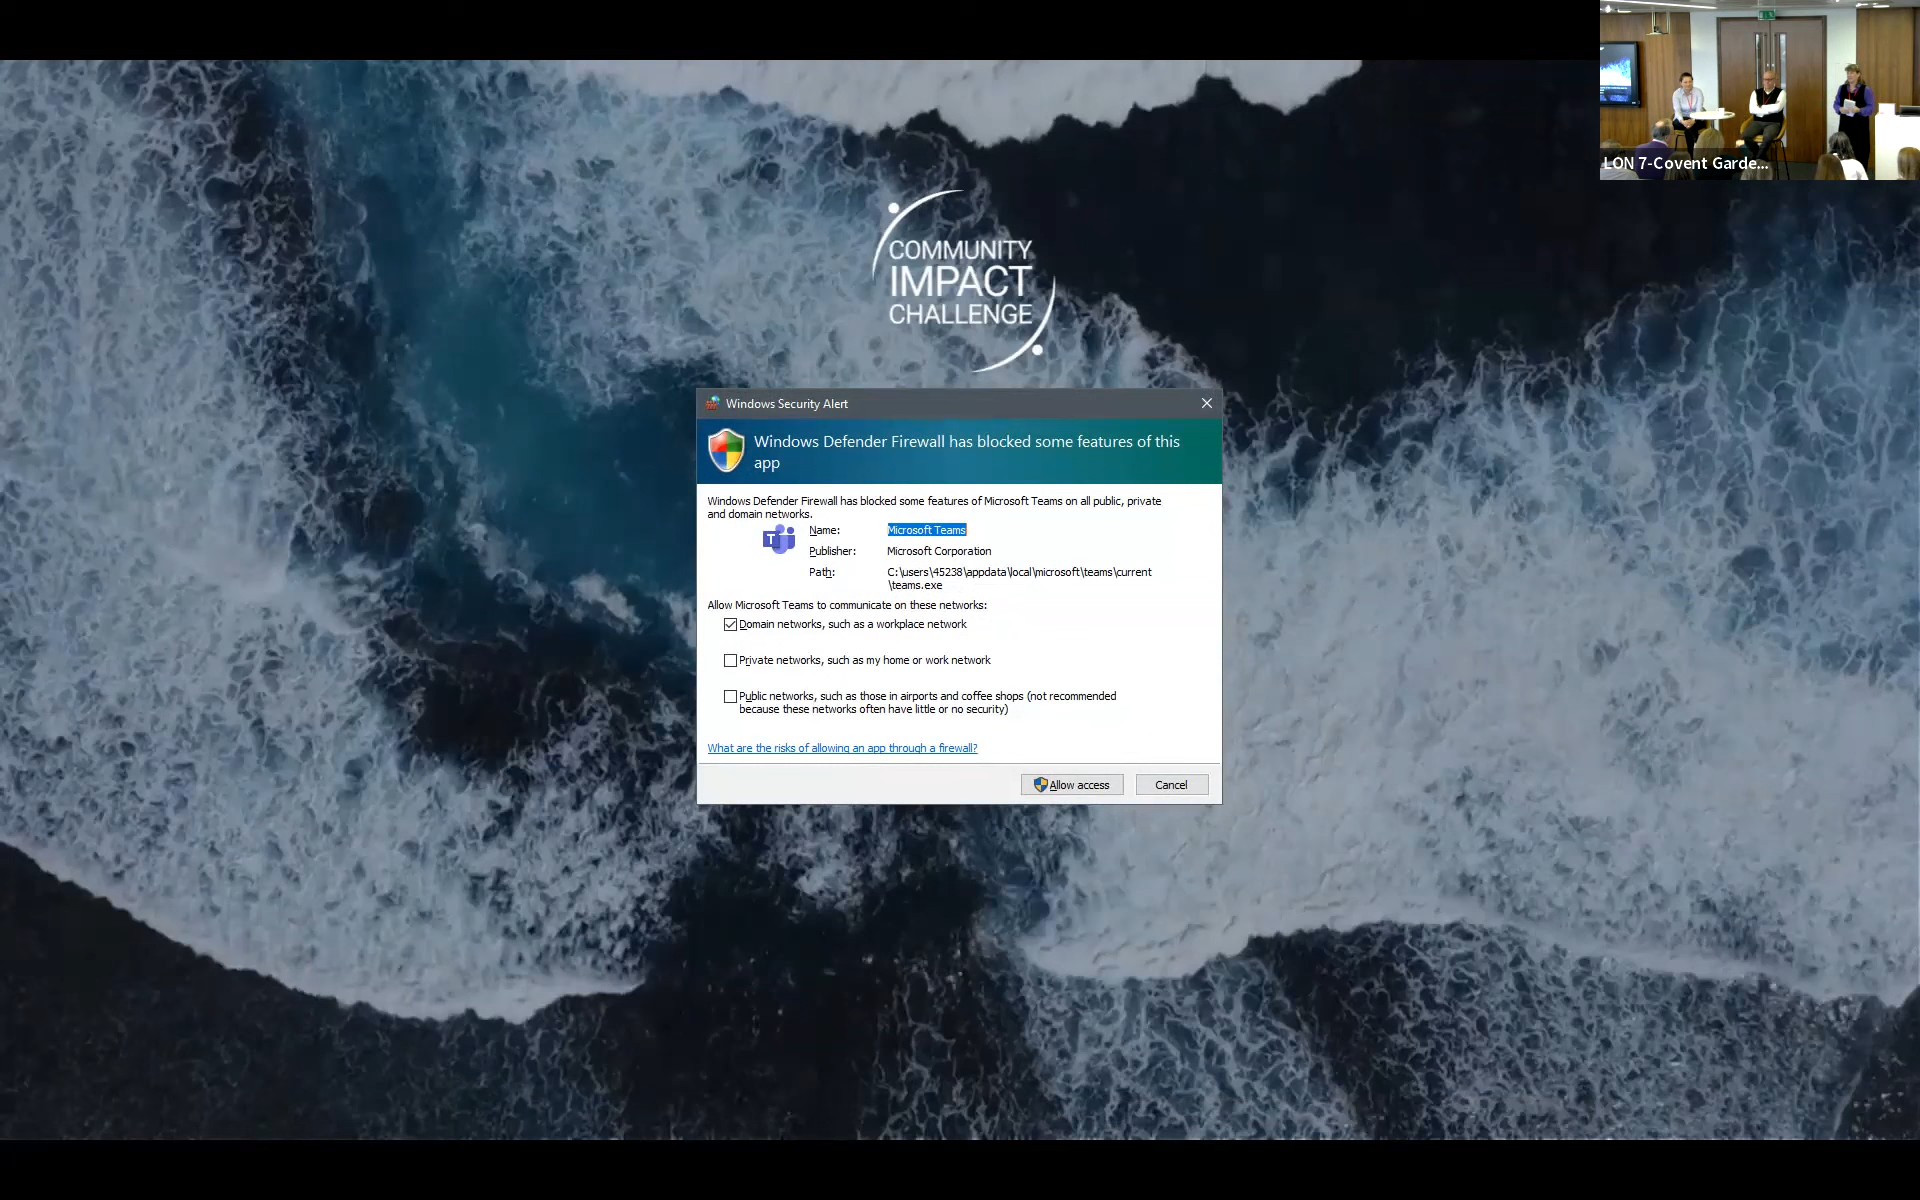 LON 7-Covent Garde...
COMMUNITY
IMPACT
CHALLENGE
Windows Security Alert
Windows Defender Firewall has blocked some features of this
app
Windows Defender Firewall has blocked some features of Microsoft Teams on all public, private
and domain networks.
Name: Microsoft Teams
Publisher: Microsoft Corporation
Path: C:\users\45238\appdata\local\microsoft\teams\current
\teams.exe
Allow Microsoft Teams to communicate on these networks:
Domain networks, such as a workplace network
Private networks, such as my home or work network
Public networks, such as those in airports and coffee shops (not recommended
because these networks often have little or no security)
What are the risks of allowing an app through a firewall?
Allow access Cancel